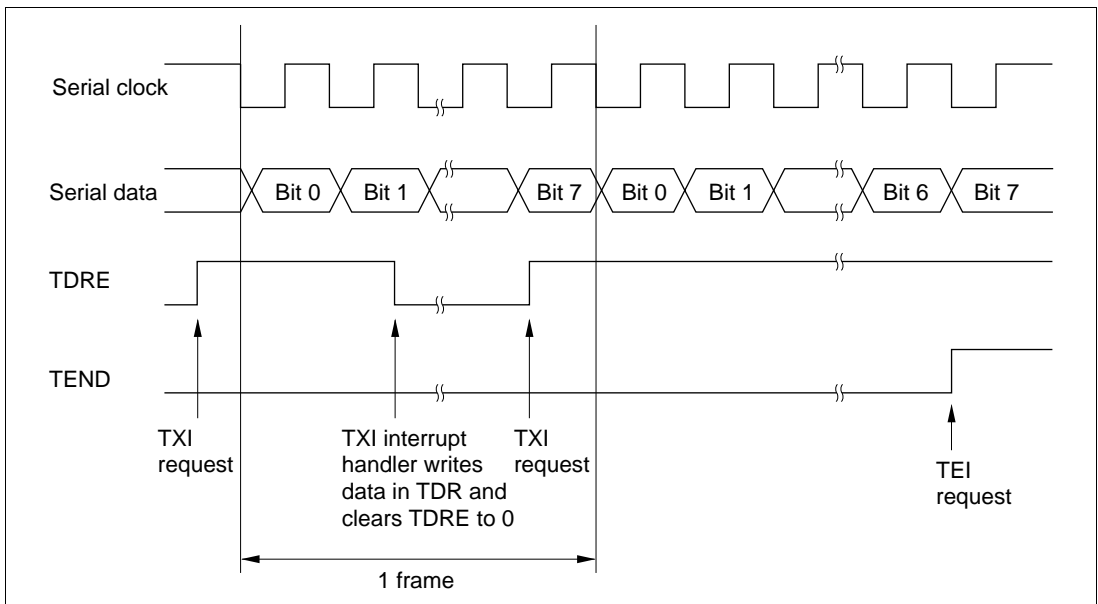 Serial clock
Serial data
Bit 0
Bit 1
Bit 7
Bit 0
Bit 1
Bit 6
Bit 7
TDRE
TEND
TXI
request
TXI interrupt
handler writes
data in TDR and
clears TDRE to 0
TXI
request
TEI
request
1 frame